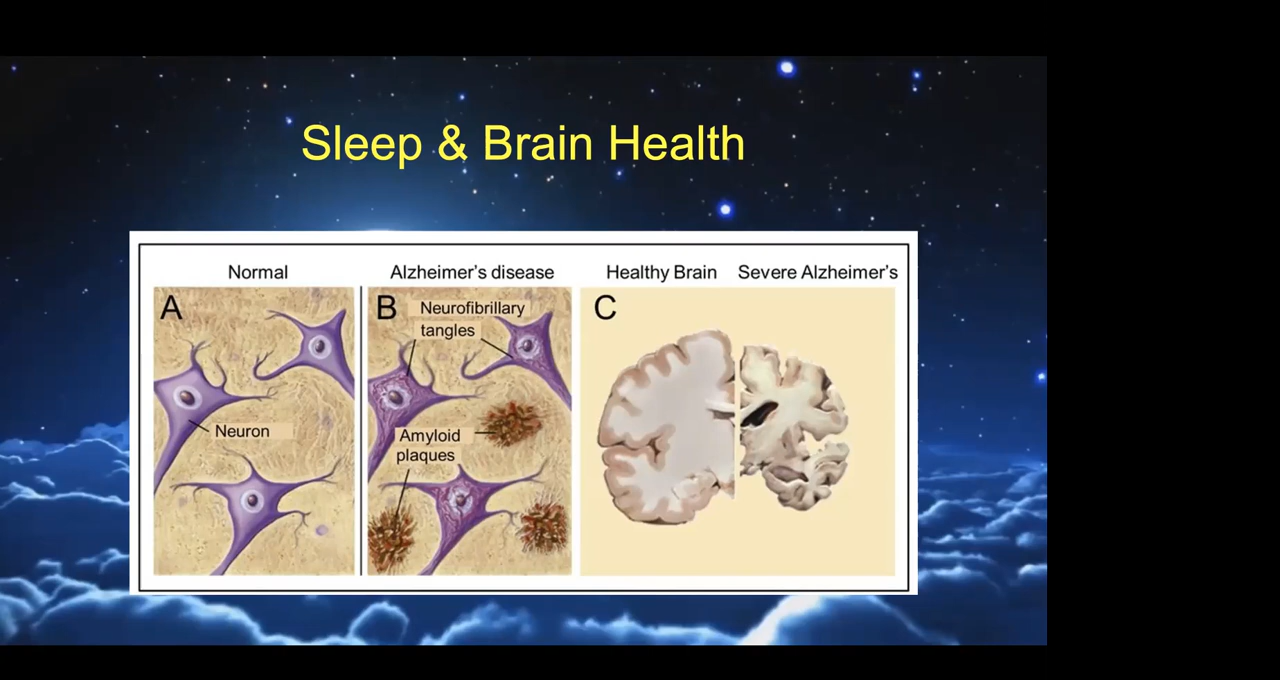 Sleep & Brain Health
Normal
Alzheimer's disease
Healthy Brain
Severe Alzheimer's
A
Neuron
B
Neurofibrillary
tangles
Amyloid
plaques
C